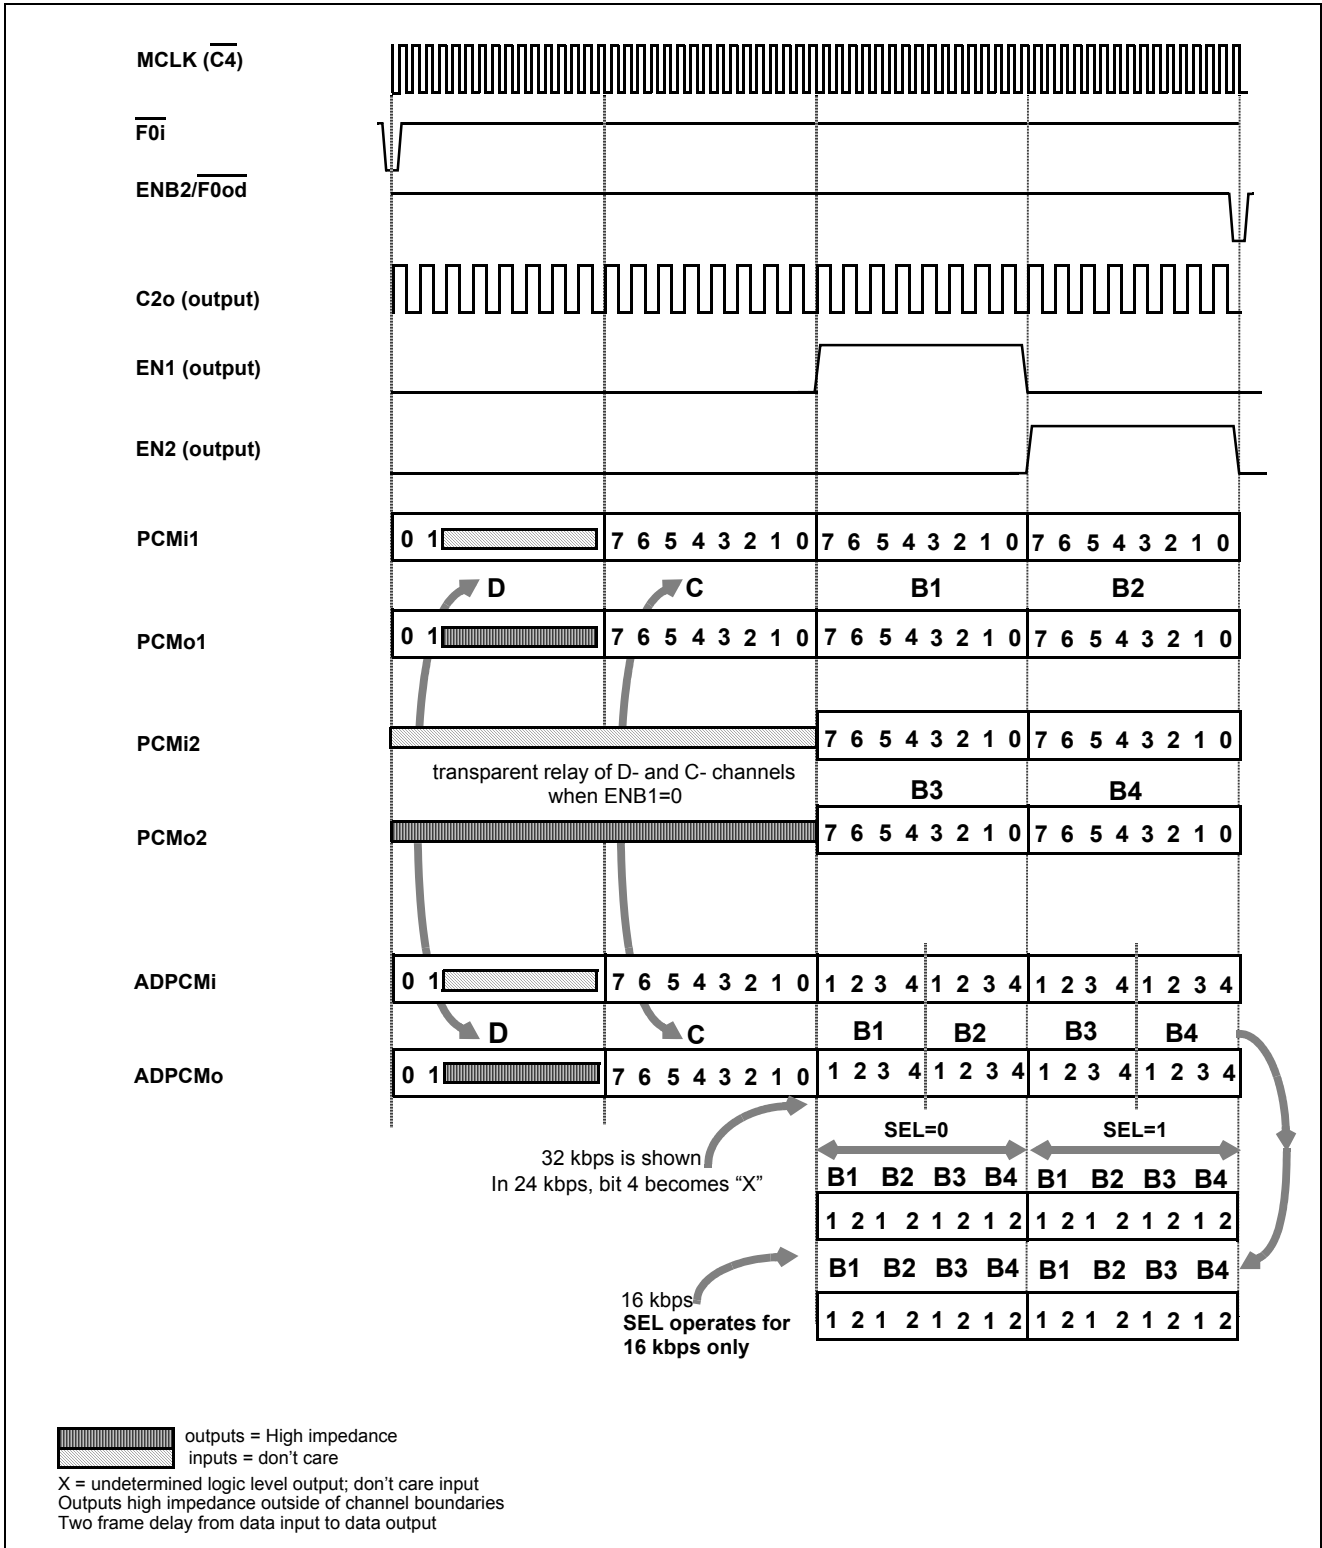 MCLK (C4)
F0i
ENB2/F0od
C2o (output)
EN1 (output)
EN2 (output)
PCMi1
0 1 7 6 5 4 3 2 1 0 7 6 5 4 3 2 1 0 7 6 5 4 3 2 1 0
D C B1 B2
PCMo1
0 1 7 6 5 4 3 2 1 0 7 6 5 4 3 2 1 0 7 6 5 4 3 2 1 0
PCMi2
7 6 5 4 3 2 1 0 7 6 5 4 3 2 1 0
transparent relay of D- and C- channels
when ENB1=0
B3 B4
PCMo2
7 6 5 4 3 2 1 0 7 6 5 4 3 2 1 0
ADPCMi
0 1 7 6 5 4 3 2 1 0 1 2 3 4 1 2 3 4 1 2 3 4 1 2 3 4
D C B1 B2 B3 B4
ADPCMo
0 1 7 6 5 4 3 2 1 0 1 2 3 4 1 2 3 4 1 2 3 4 1 2 3 4
SEL=0 SEL=1
32 kbps is shown
In 24 kbps, bit 4 becomes “X”
B1 B2 B3 B4 B1 B2 B3 B4
1 2 1 2 1 2 1 2 1 2 1 2 1 2 1 2
B1 B2 B3 B4 B1 B2 B3 B4
1 2 1 2 1 2 1 2 1 2 1 2 1 2 1 2
16 kbps
SEL operates for
16 kbps only
outputs = High impedance
inputs = don't care
X = undetermined logic level output; don't care input
Outputs high impedance outside of channel boundaries
Two frame delay from data input to data output